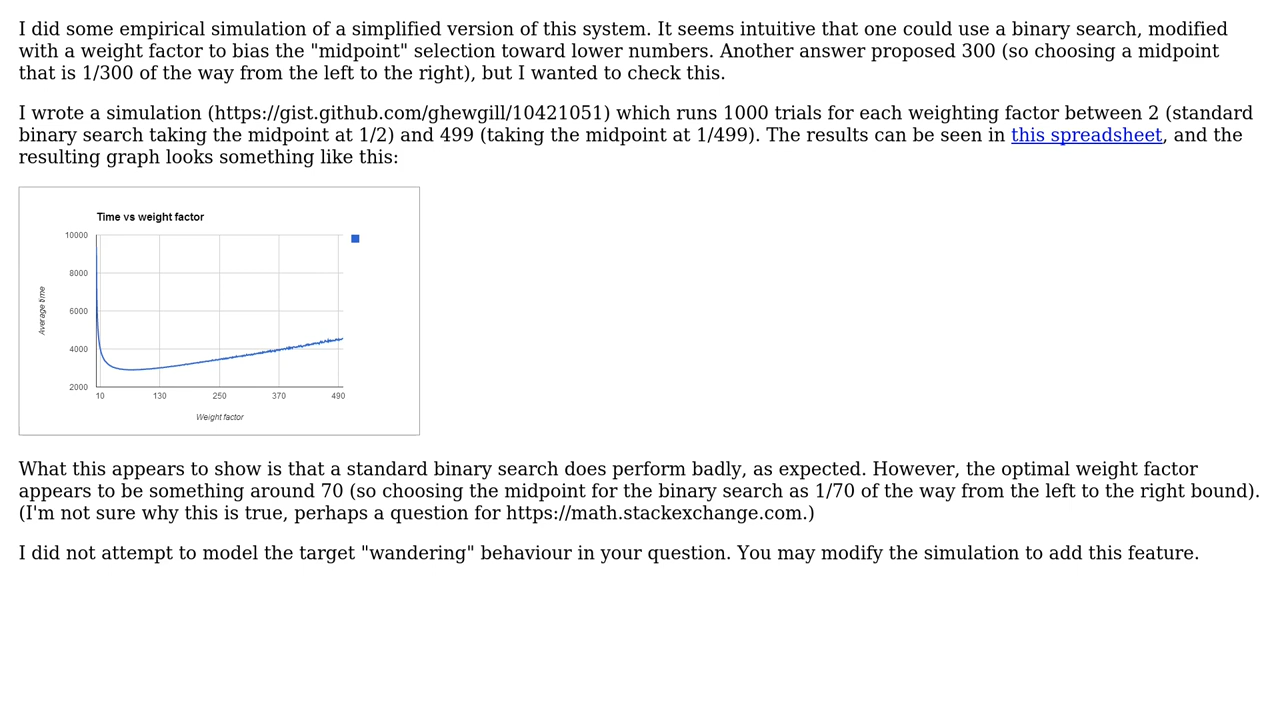 I did some empirical simulation of a simplified version of this system. It seems intuitive that one could use a binary search, modified
with a weight factor to bias the "midpoint" selection toward lower numbers. Another answer proposed 300 (so choosing a midpoint
that is 1/300 of the way from the left to the right), but I wanted to check this.
I wrote a simulation (https://gist.github.com/ghewgill/10421051) which runs 1000 trials for each weighting factor between 2 (standard
binary search taking the midpoint at 1/2) and 499 (taking the midpoint at 1/499). The results can be seen in this spreadsheet, and the
resulting graph looks something like this:
Time vs weight factor
10000
8000
6000
4000
2000
Average time
10 130 250 370 490
Weight factor
What this appears to show is that a standard binary search does perform badly, as expected. However, the optimal weight factor
appears to be something around 70 (so choosing the midpoint for the binary search as 1/70 of the way from the left to the right bound).
(I'm not sure why this is true, perhaps a question for https://math.stackexchange.com.)
I did not attempt to model the target "wandering" behaviour in your question. You may modify the simulation to add this feature.